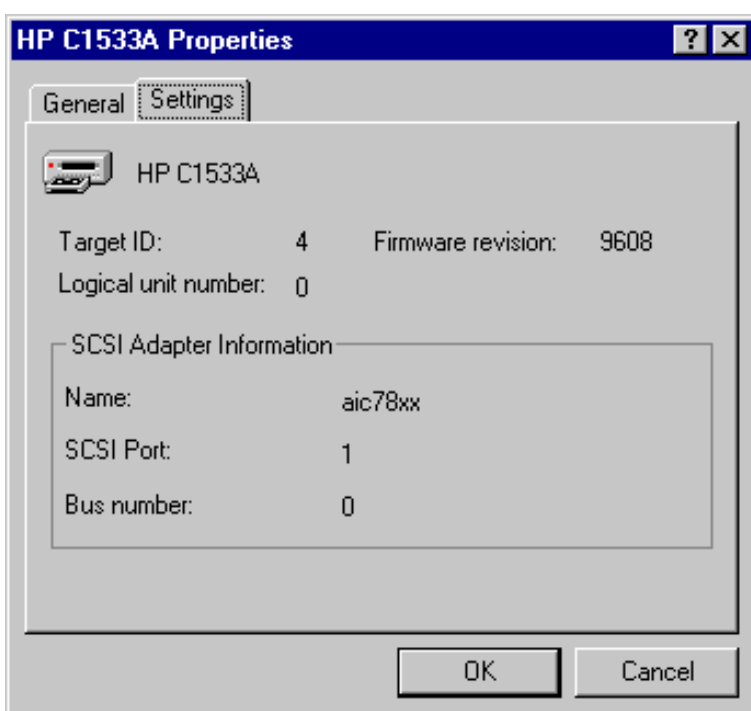 HP C1533A Properties
General Settings
HP C1533A
Target ID: 4 Firmware revision: 9608
Logical unit number: 0
SCSI Adapter Information
Name: aic78xx
SCSI Port: 1
Bus number: 0
OK Cancel